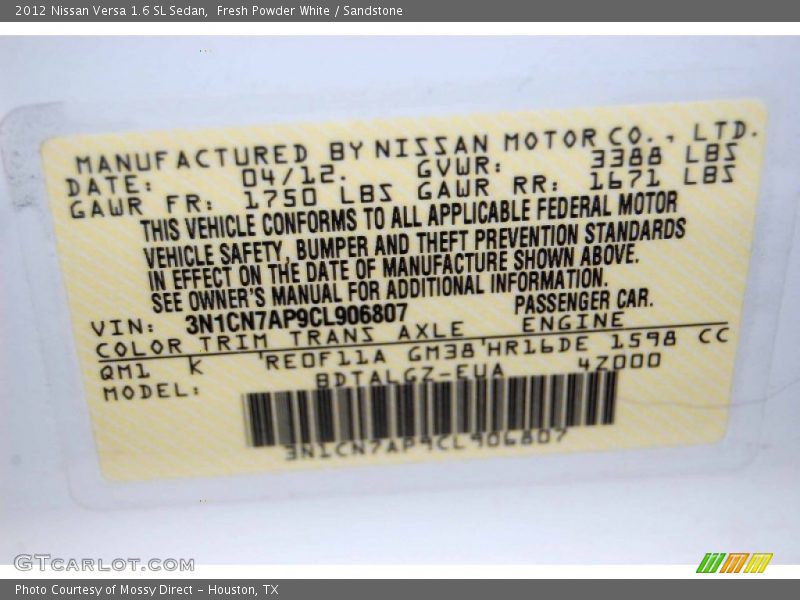 2012 Nissan Versa 1.6 SL Sedan, Fresh Powder White / Sandstone
MANUFACTURED BY NISSAN MOTOR CO., LTD.
DATE: 04/12. GVWR: 3388 LBS
GAWR FR: 1750 LBS GAWR RR: 1671 LBS
THIS VEHICLE CONFORMS TO ALL APPLICABLE FEDERAL MOTOR
VEHICLE SAFETY, BUMPER AND THEFT PREVENTION STANDARDS
IN EFFECT ON THE DATE OF MANUFACTURE SHOWN ABOVE.
SEE OWNER'S MANUAL FOR ADDITIONAL INFORMATION.
VIN: 3N1CN7AP9CL906807 PASSENGER CAR.
COLOR TRIM TRANS AXLE ENGINE
QM1 K 'RE0F11A GM38'HR16DE 1598 CC
MODEL: BDTALGZ-EUA 4Z000
3N1CN7AP9CL906807
GTCARLOT.COM
Photo Courtesy of Mossy Direct – Houston, TX